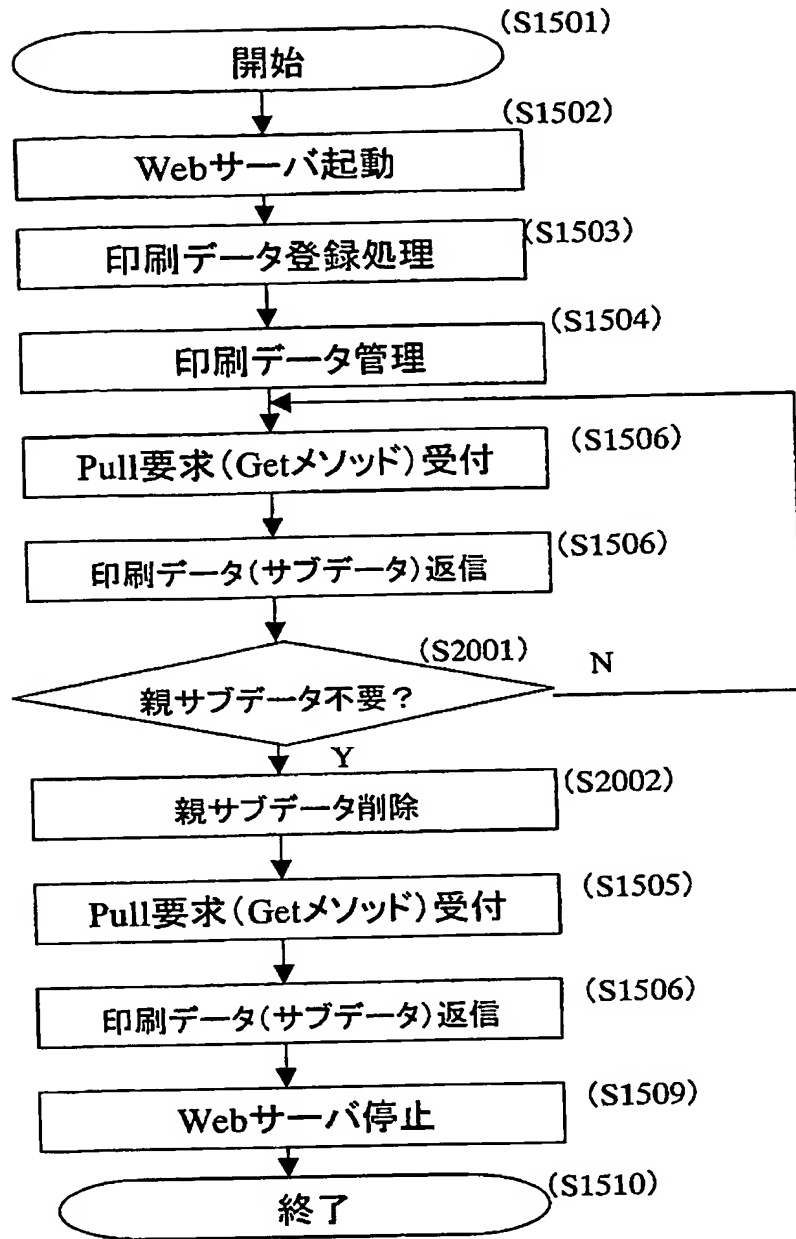 (S1501)
開始
(S1502)
Webサーバ起動
(S1503)
印刷データ登録処理
(S1504)
印刷データ管理
(S1506)
Pull要求(Getメソッド)受付
(S1506)
印刷データ(サブデータ)返信
(S2001)
N
親サブデータ不要?
Y
(S2002)
親サブデータ削除
(S1505)
Pull要求(Getメソッド)受付
(S1506)
印刷データ(サブデータ)返信
(S1509)
Webサーバ停止
(S1510)
終了